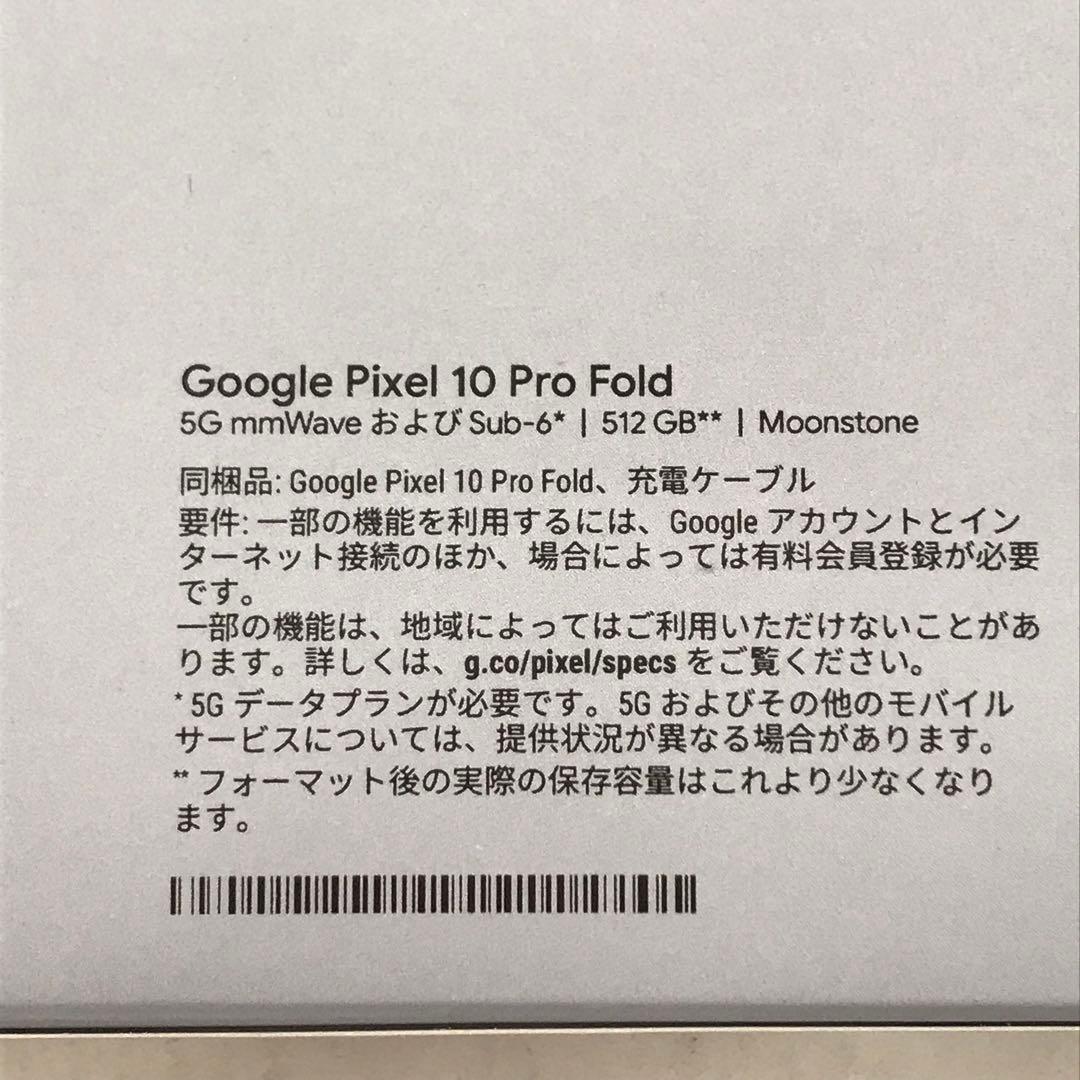 Google Pixel 10 Pro Fold
5G mmWave および Sub-6* | 512 GB** | Moonstone
同梱品: Google Pixel 10 Pro Fold、充電ケーブル
要件: 一部の機能を利用するには、Google アカウントとイン
ターネット接続のほか、場合によっては有料会員登録が必要
です。
一部の機能は、地域によってはご利用いただけないことがあ
ります。詳しくは、g.co/pixel/specs をご覧ください。
* 5G データプランが必要です。5G およびその他のモバイル
サービスについては、提供状況が異なる場合があります。
** フォーマット後の実際の保存容量はこれより少なくなり
ます。